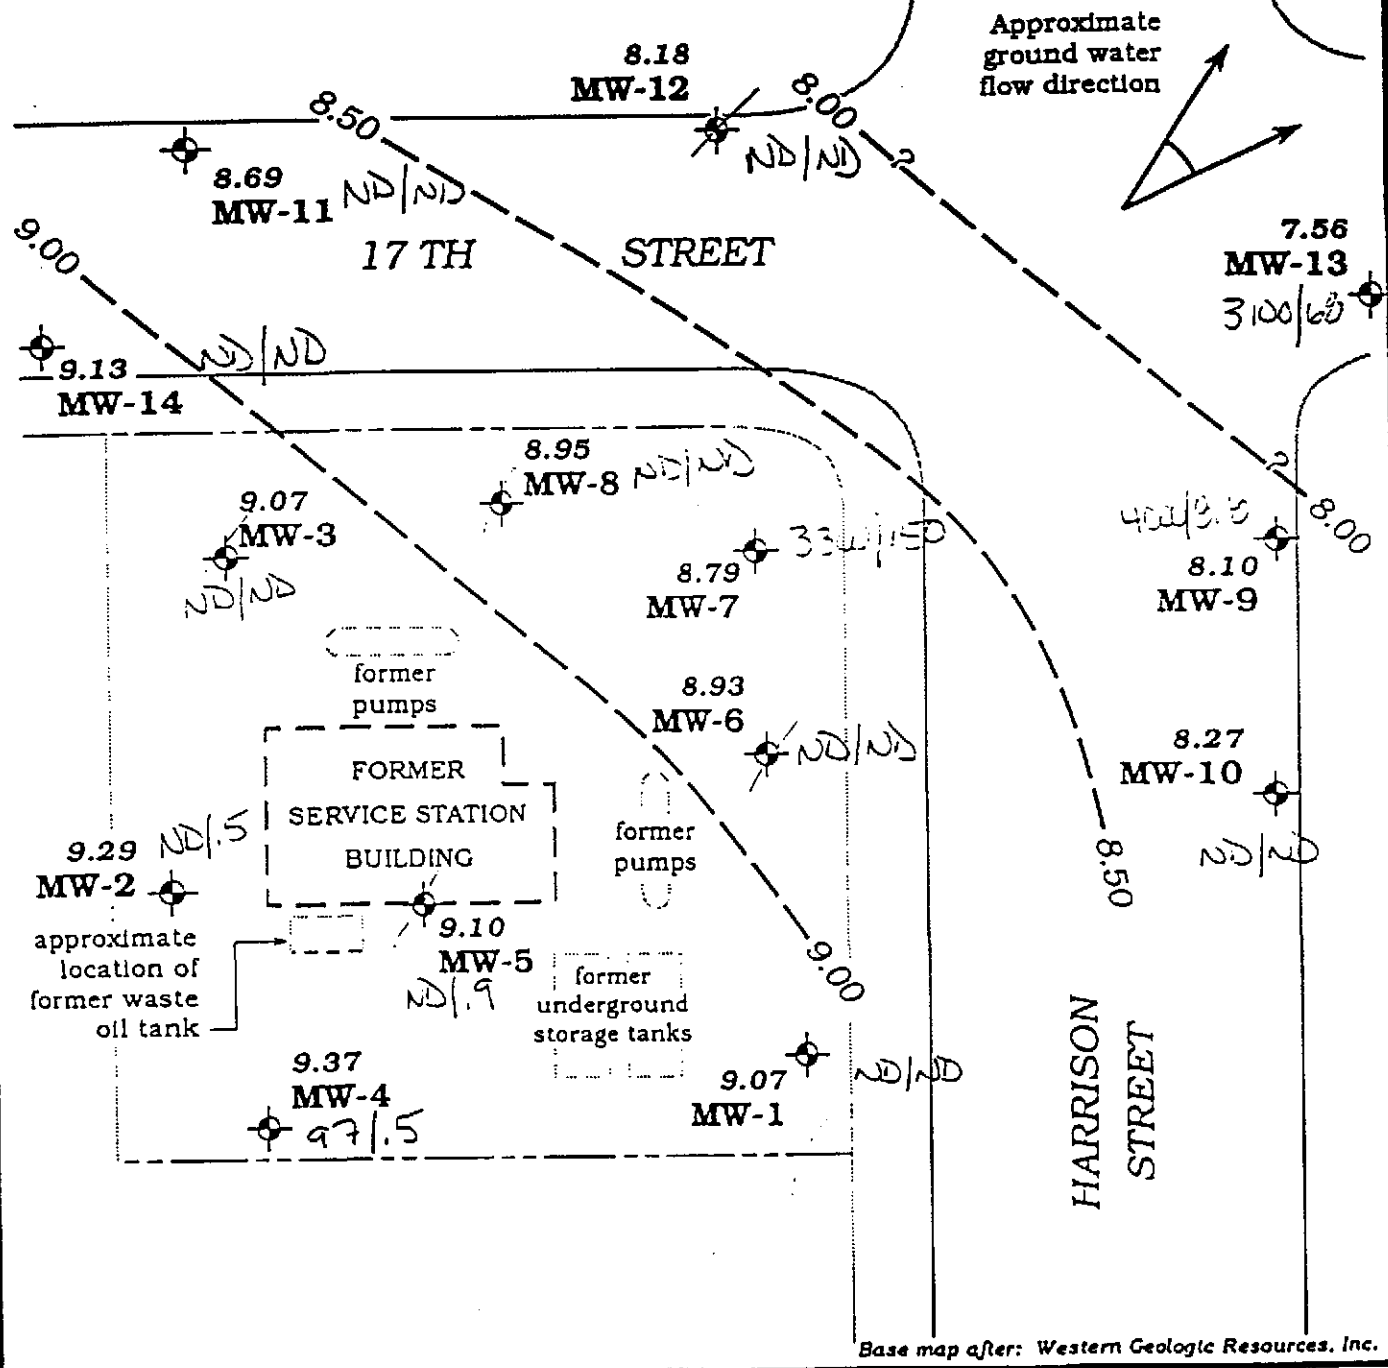 Approximate
ground water
flow direction
8.18
MW-12
ND/ND
8.00
?
8.50
8.69
MW-11
ND/ND
7.56
MW-13
3100/68
17 TH STREET
9.00
ND/ND
9.13
MW-14
8.95
MW-8
ND/ND
9.07
MW-3
ND/ND
8.79
MW-7
?
8.00
8.10
MW-9
former
pumps
8.93
MW-6
ND/ND
8.27
MW-10
ND/ND
FORMER
SERVICE STATION
BUILDING
former
pumps
ND/.5
9.29
MW-2
8.50
9.10
MW-5
ND/.9
approximate
location of
former waste
oil tank
9.00
former
underground
storage tanks
9.37
MW-4
97/.5
9.07
MW-1
ND/ND
HARRISON
STREET
Base map after: Western Geologic Resources, Inc.